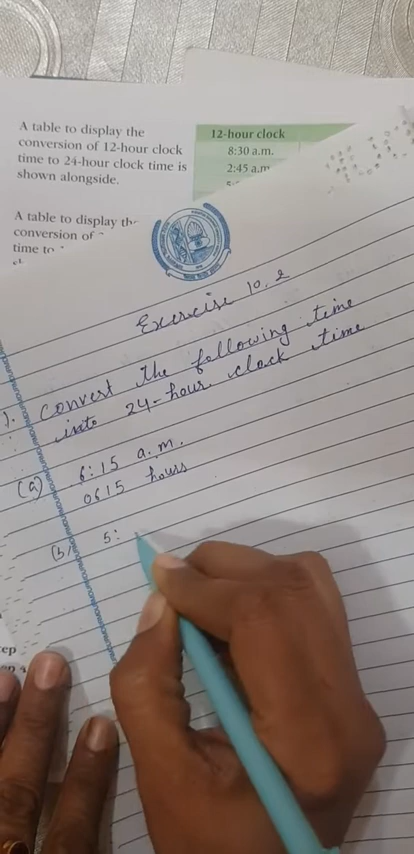 A table to display the
conversion of 12-hour clock
time to 24-hour clock time is
shown alongside.
12-hour clock
8:30 a.m.
2:45 a.m
A table to display th
conversion of
time to
Exercise 10.2
1. Convert the following time
into 24-hour clock time
(a) 6:15 a.m.
0615 hours
(b) 5: